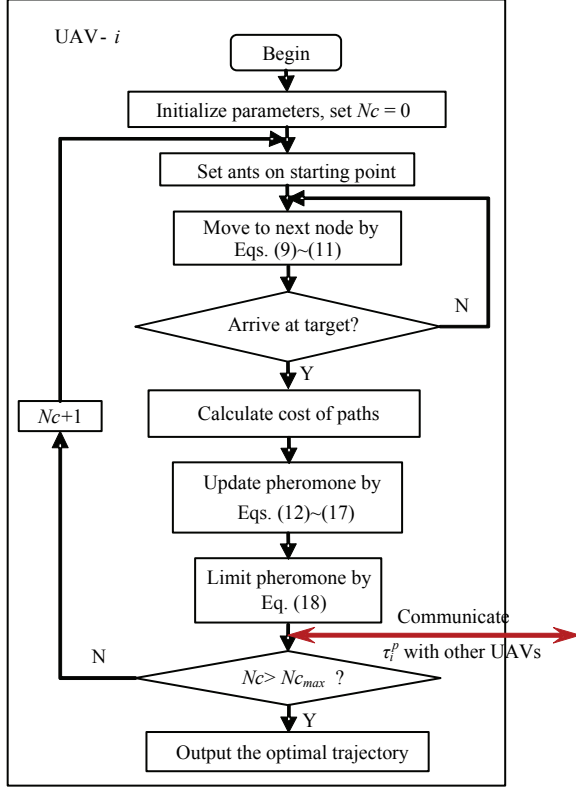 UAV- i
Begin
Initialize parameters, set Nc = 0
Set ants on starting point
Move to next node by
Eqs. (9)~(11)
N
Arrive at target?
Y
Nc+1
Calculate cost of paths
Update pheromone by
Eqs. (12)~(17)
Limit pheromone by
Eq. (18)
Communicate
τ_i^p with other UAVs
N
Nc> Nc_max ?
Y
Output the optimal trajectory